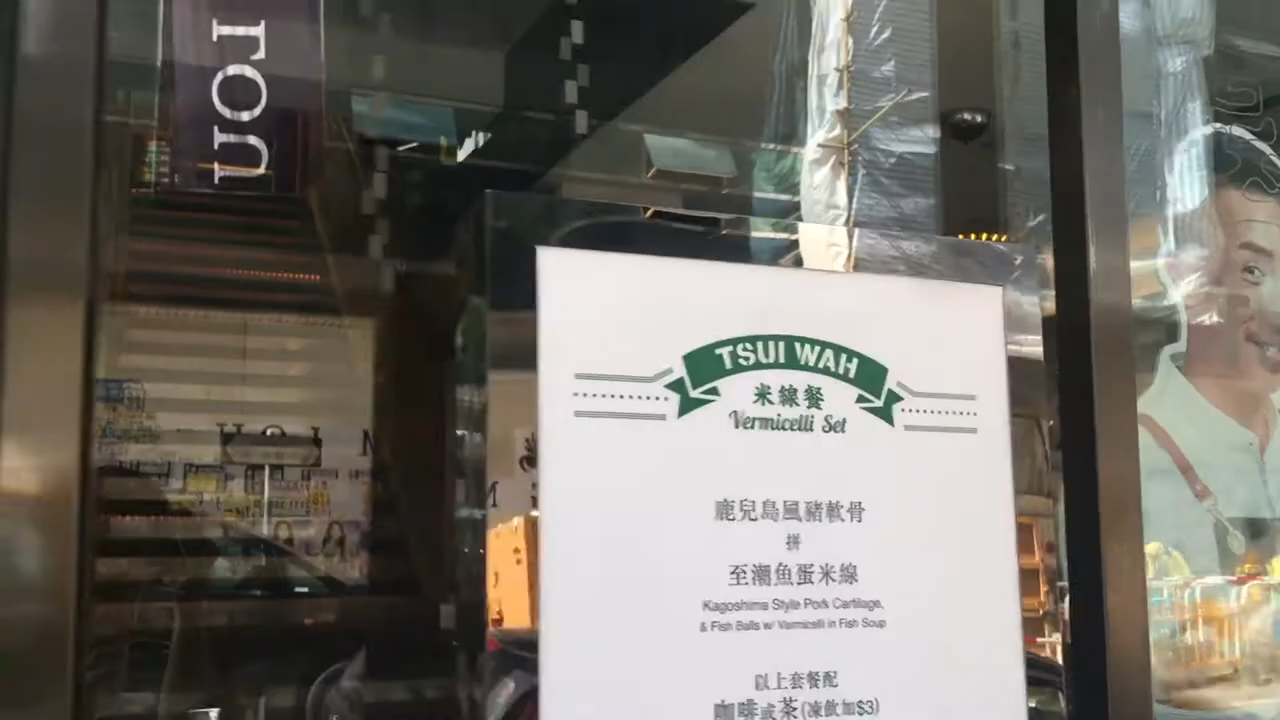 TSUI WAH
米線餐
Vermicelli Set
鹿兒島風豬軟骨
拼
至潮魚蛋米線
Kagoshima Style Pork Cartilage,
& Fish Balls w/ Vermicelli in Fish Soup
以上套餐配
咖啡或茶(凍飲加$3)